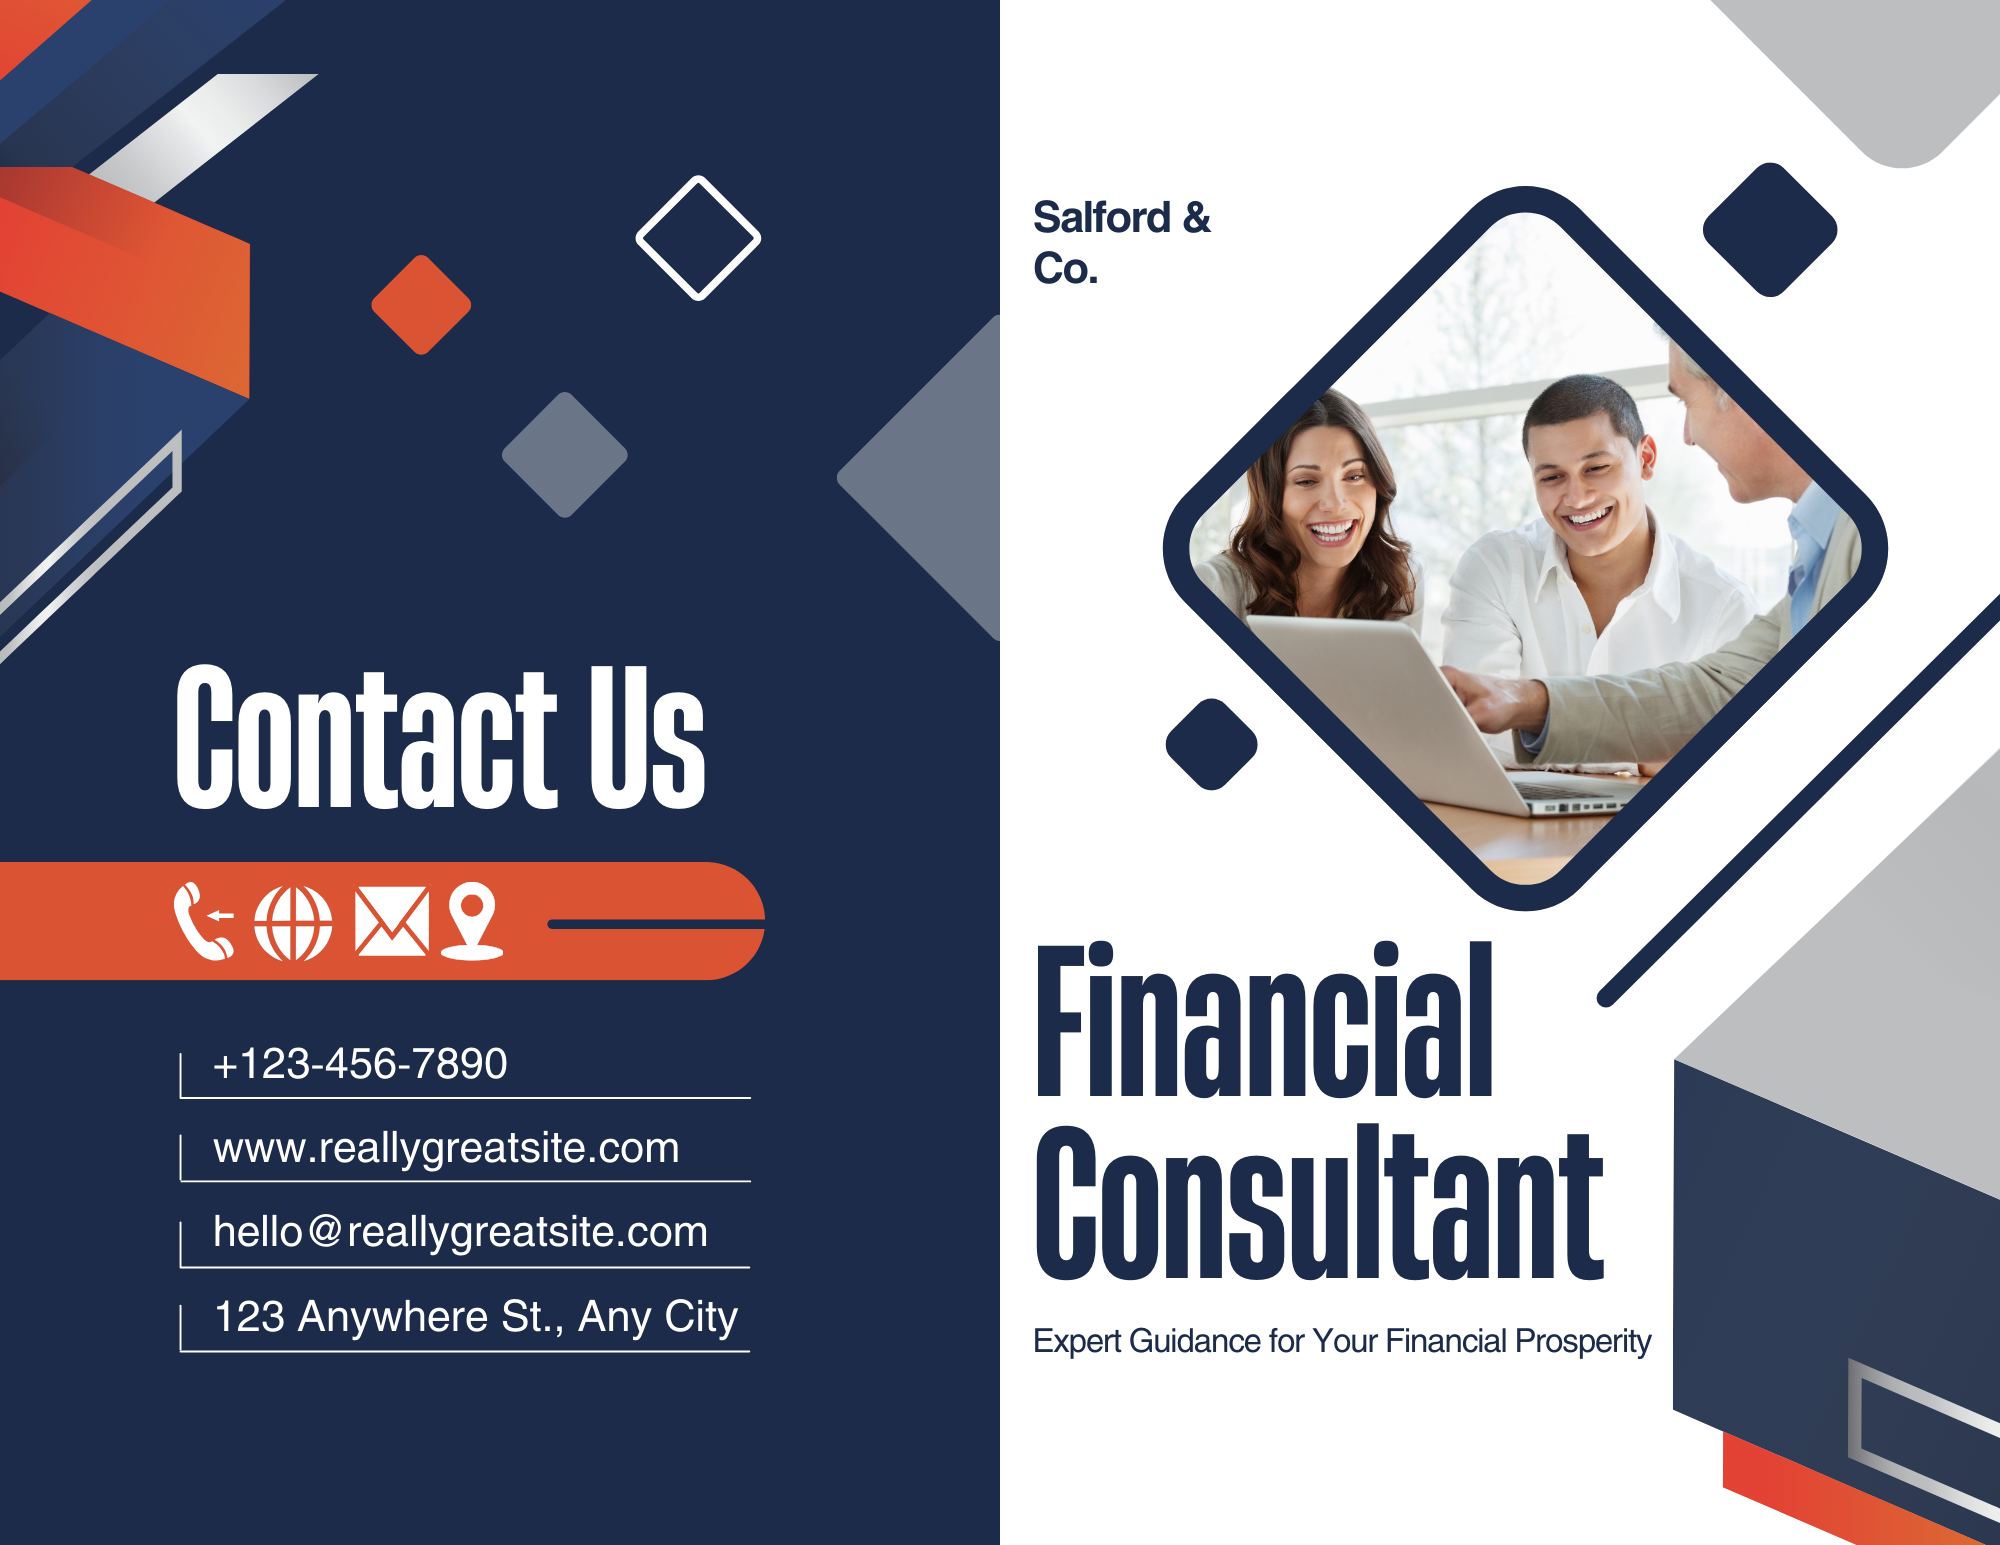 Contact Us
+123-456-7890
www.reallygreatsite.com
hello@reallygreatsite.com
123 Anywhere St., Any City
Salford &
Co.
Financial
Consultant
Expert Guidance for Your Financial Prosperity